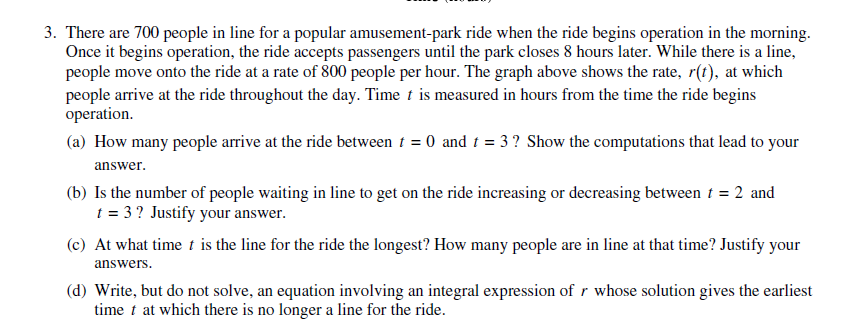 3. There are 700 people in line for a popular amusement-park ride when the ride begins operation in the morning.
Once it begins operation, the ride accepts passengers until the park closes 8 hours later. While there is a line,
people move onto the ride at a rate of 800 people per hour. The graph above shows the rate, r(t), at which
people arrive at the ride throughout the day. Time t is measured in hours from the time the ride begins
operation.
(a) How many people arrive at the ride between t = 0 and t = 3 ? Show the computations that lead to your
answer.
(b) Is the number of people waiting in line to get on the ride increasing or decreasing between t = 2 and
t = 3 ? Justify your answer.
(c) At what time t is the line for the ride the longest? How many people are in line at that time? Justify your
answers.
(d) Write, but do not solve, an equation involving an integral expression of r whose solution gives the earliest
time t at which there is no longer a line for the ride.